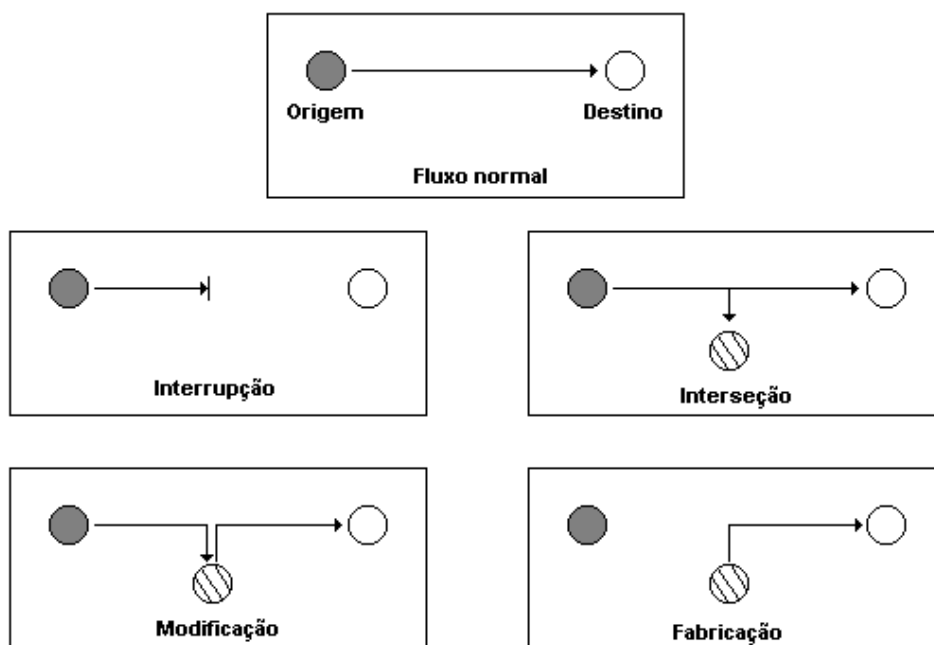 Origem
Destino
Fluxo normal
Interrupção
Interseção
Modificação
Fabricação